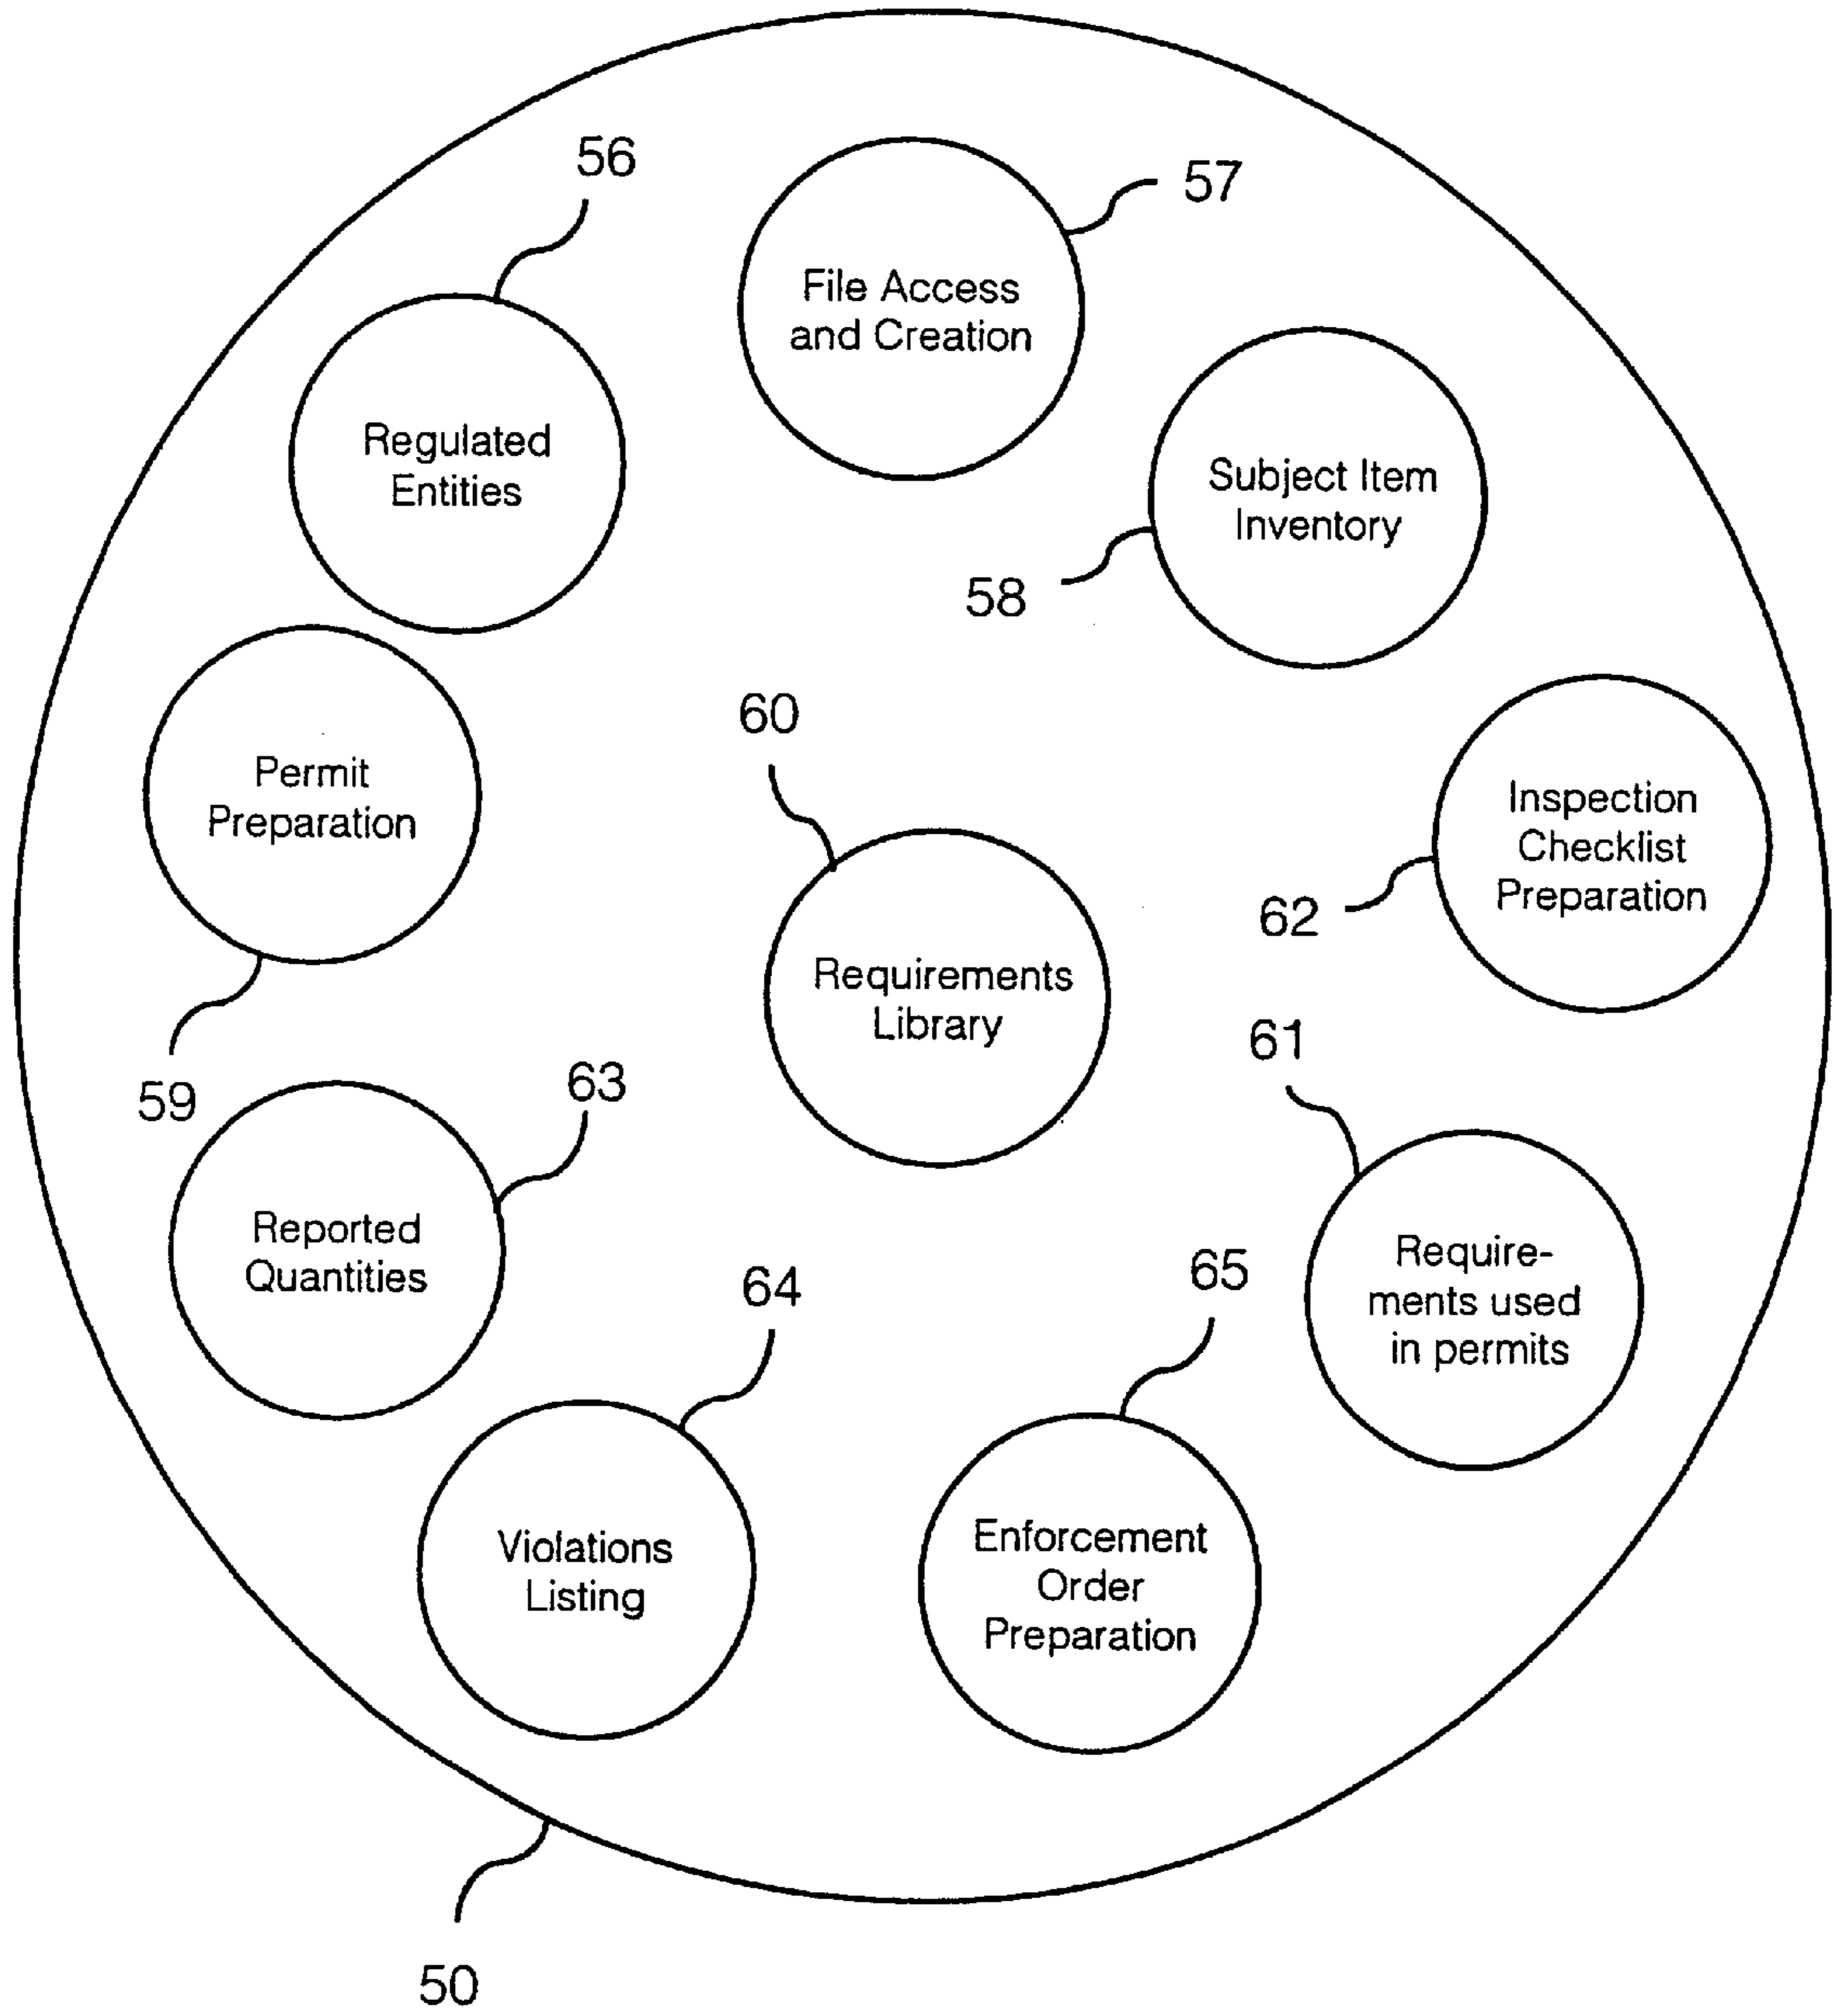 56
57
File Access
and Creation
Regulated
Entities
Subject Item
Inventory
58
60
Permit
Preparation
Inspection
Checklist
Preparation
62
Requirements
Library
61
59
63
Reported
Quantities
64
65
Require-
ments used
in permits
Violations
Listing
Enforcement
Order
Preparation
50